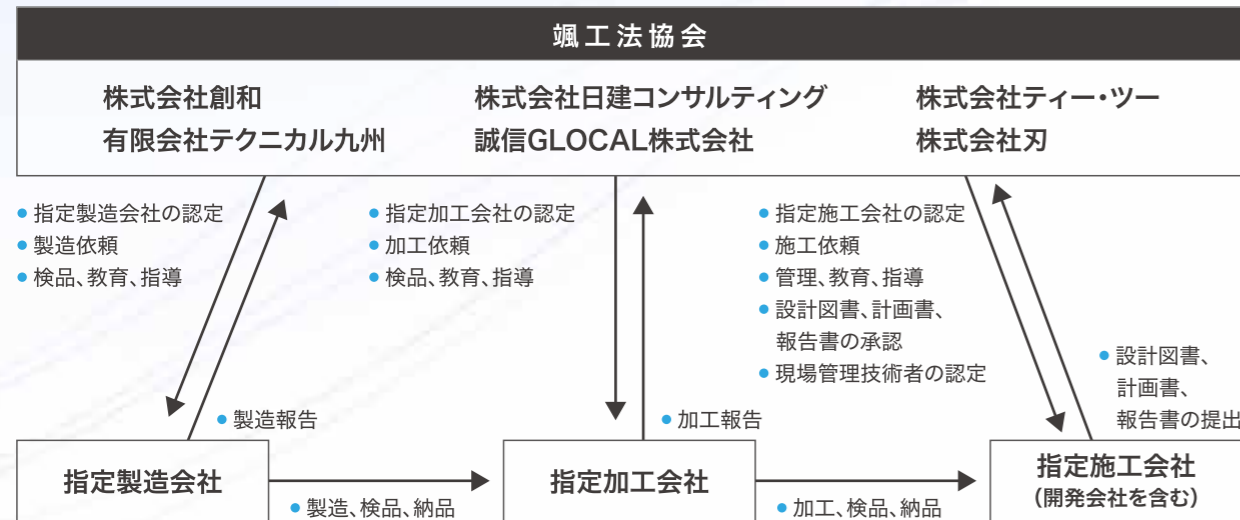 颯工法協会
株式会社創和
株式会社日建コンサルティング
株式会社ティー・ツー
有限会社テクニカル九州
誠信GLOCAL株式会社
株式会社刃
• 指定製造会社の認定
• 製造依頼
• 検品、教育、指導
• 指定加工会社の認定
• 加工依頼
• 検品、教育、指導
• 指定施工会社の認定
• 施工依頼
• 管理、教育、指導
• 設計図書、計画書、
報告書の承認
• 現場管理技術者の認定
• 設計図書、
計画書、
報告書の提出
• 製造報告
• 加工報告
指定製造会社
• 製造、検品、納品
指定加工会社
• 加工、検品、納品
指定施工会社
(開発会社を含む)